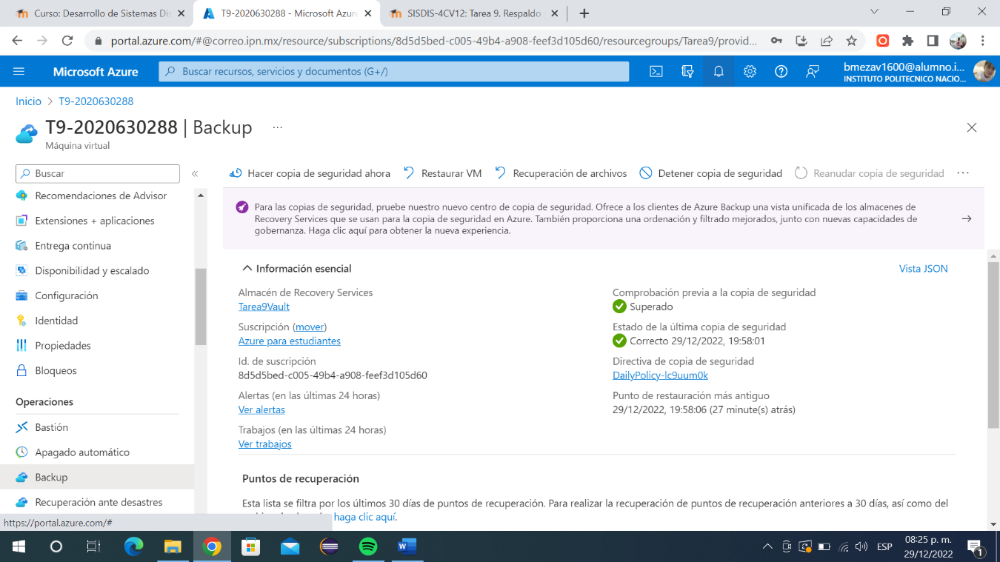 Curso: Desarrollo de Sistemas Dis
T9-2020630288 - Microsoft Azure
SISDIS-4CV12: Tarea 9. Respaldo
portal.azure.com/#@correo.ipn.mx/resource/subscriptions/8d5d5bed-c005-49b4-a908-feef3d105d60/resourcegroups/Tarea9/provid...
Microsoft Azure
Buscar recursos, servicios y documentos (G+/)
bmezav1600@alumno.i...
INSTITUTO POLITECNICO NACIO...
Inicio > T9-2020630288
T9-2020630288 | Backup ...
Máquina virtual
Buscar
«
Hacer copia de seguridad ahora
Restaurar VM
Recuperación de archivos
Detener copia de seguridad
Reanudar copia de seguridad
...
Recomendaciones de Advisor
Extensiones + aplicaciones
Entrega continua
Disponibilidad y escalado
Configuración
Identidad
Propiedades
Bloqueos
Operaciones
Bastión
Apagado automático
Backup
Recuperación ante desastres
https://portal.azure.com/#
Para las copias de seguridad, pruebe nuestro nuevo centro de copia de seguridad. Ofrece a los clientes de Azure Backup una vista unificada de los almacenes de
Recovery Services que se usan para la copia de seguridad en Azure. También proporciona una ordenación y filtrado mejorados, junto con nuevas capacidades de
gobernanza. Haga clic aquí para obtener la nueva experiencia.
Información esencial
Vista JSON
Almacén de Recovery Services
Tarea9Vault
Suscripción (mover)
Azure para estudiantes
Id. de suscripción
8d5d5bed-c005-49b4-a908-feef3d105d60
Alertas (en las últimas 24 horas)
Ver alertas
Trabajos (en las últimas 24 horas)
Ver trabajos
Comprobación previa a la copia de seguridad
Superado
Estado de la última copia de seguridad
Correcto 29/12/2022, 19:58:01
Directiva de copia de seguridad
DailyPolicy-lc9uum0k
Punto de restauración más antiguo
29/12/2022, 19:58:06 (27 minute(s) atrás)
Puntos de recuperación
Esta lista se filtra por los últimos 30 días de puntos de recuperación. Para realizar la recuperación de puntos de recuperación anteriores a 30 días, así como del
haga clic aquí.
ESP
08:25 p. m.
29/12/2022
1